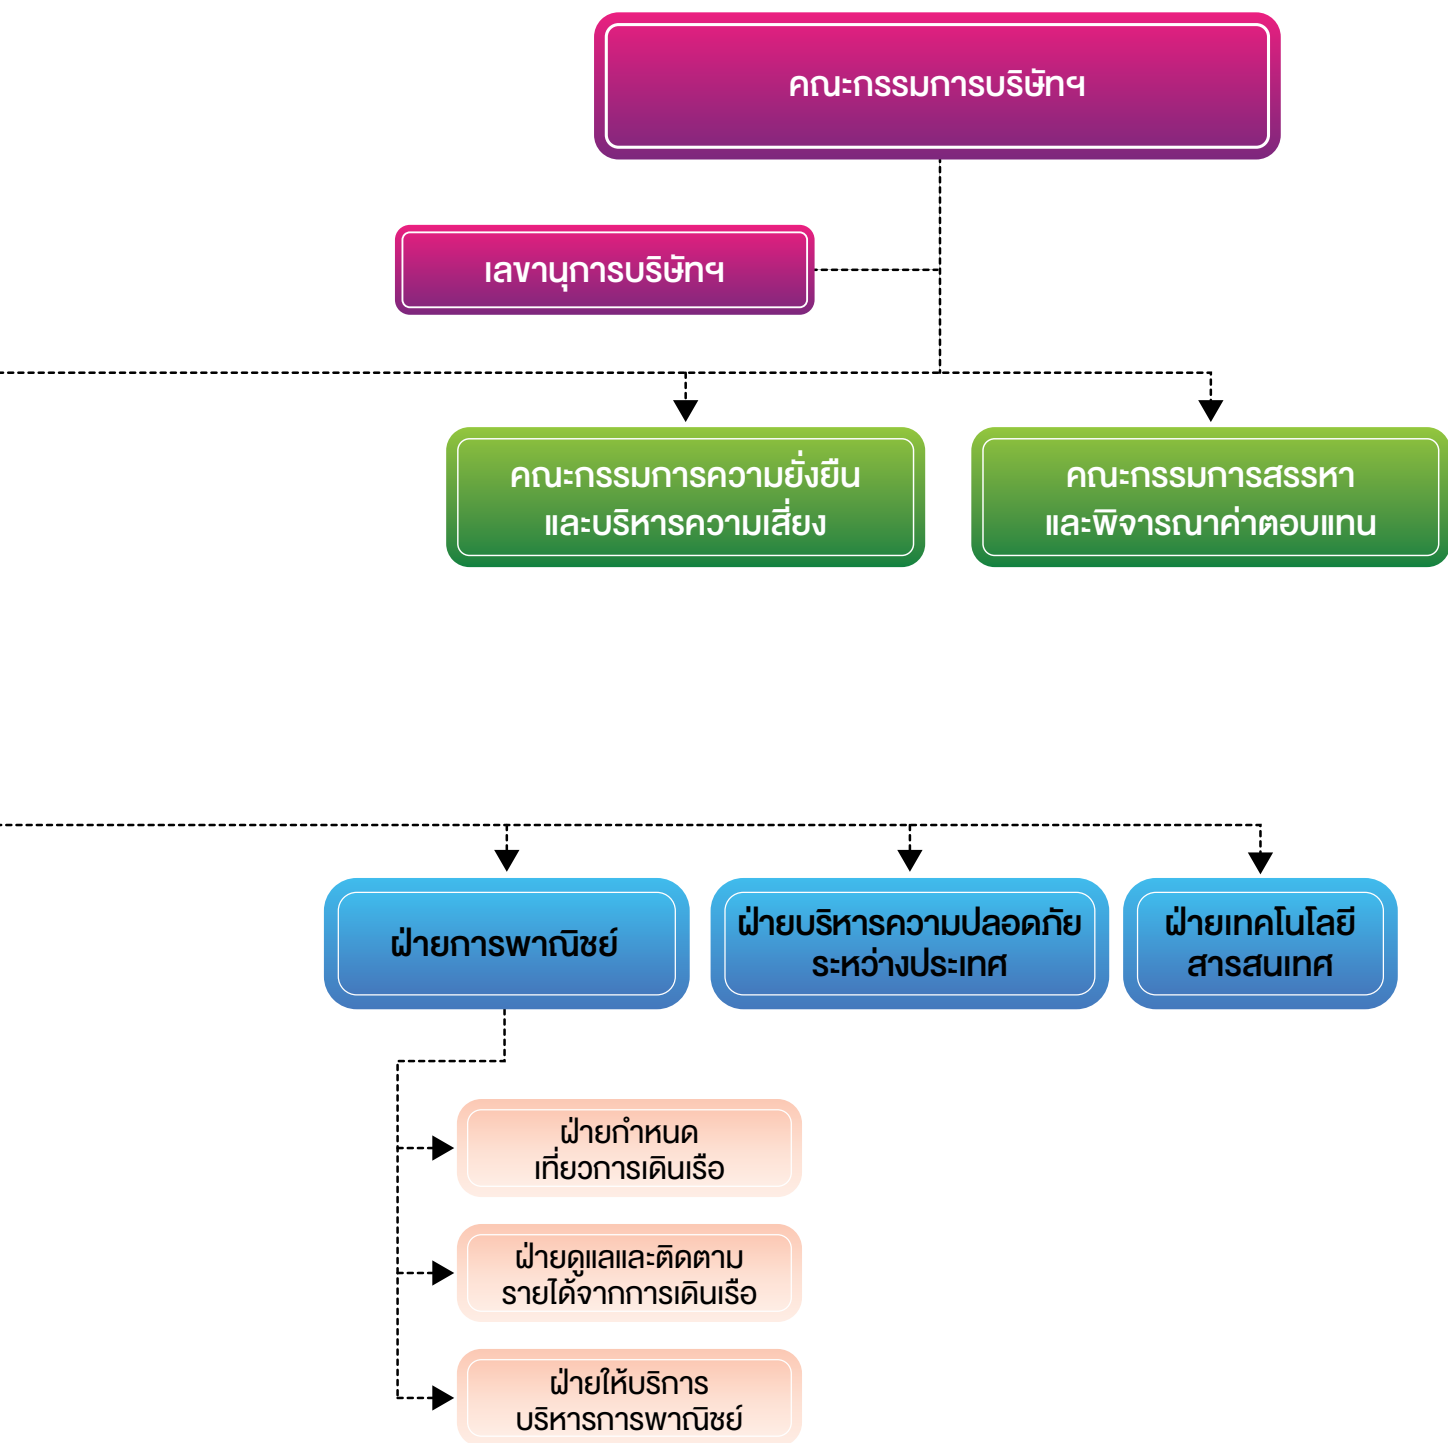 คณะกรรมการบริษัทฯ
เลขานุการบริษัทฯ
คณะกรรมการความยั่งยืน
และบริหารความเสี่ยง
คณะกรรมการสรรหา
และพิจารณาค่าตอบแทน
ฝ่ายการพาณิชย์
ฝ่ายบริหารความปลอดภัย
ระหว่างประเทศ
ฝ่ายเทคโนโลยี
สารสนเทศ
ฝ่ายกำหนด
เที่ยวการเดินเรือ
ฝ่ายดูแลและติดตาม
รายได้จากการเดินเรือ
ฝ่ายให้บริการ
บริหารการพาณิชย์